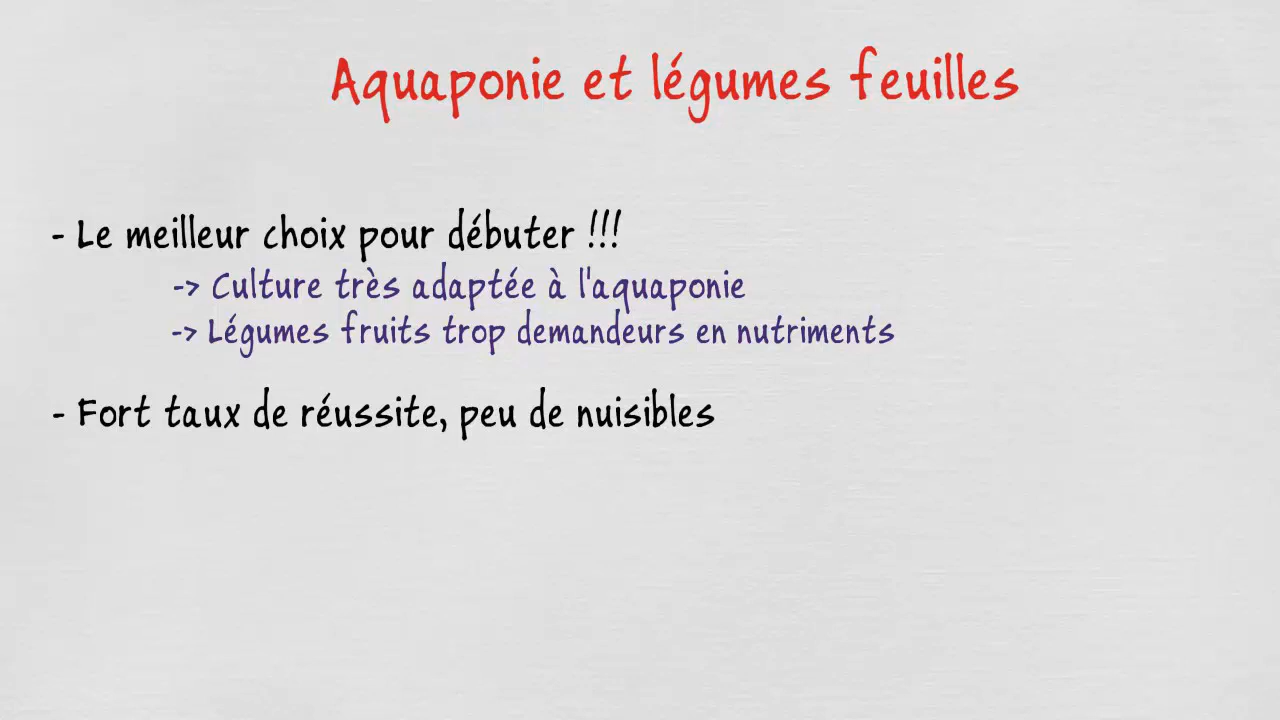 Aquaponie et légumes feuilles
- Le meilleur choix pour débuter !!!
-> Culture très adaptée à l'aquaponie
-> Légumes fruits trop demandeurs en nutriments
- Fort taux de réussite, peu de nuisibles